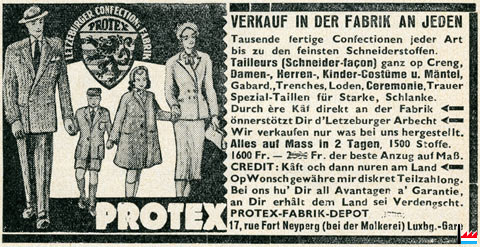 LETZEBURGER CONFECTIONS FABRIK
PROTEX
PROTEX
VERKAUF IN DER FABRIK AN JEDEN
Tausende fertige Confectionen jeder Art
bis zu den feinsten Schneiderstoffen.
Tailleurs (Schneider-façon) ganz op Creng,
Damen-, Herren-, Kinder-Costüme u. Mäntel,
Gabard., Trenches, Loden, Ceremonie, Trauer
Spezial-Taillen für Starke, Schlanke.
Durch ère Käf direkt an der Fabrik
önnerstötzt Dir d'Letzeburger Arbecht
Wir verkaufen nur was bei uns hergestellt.
Alles auf Mass in 2 Tagen, 1500 Stoffe.
1600 Fr. — der beste Anzug auf Maß.
CREDIT: Käft och dann nuren am Land
Op Wonsch gewähre mir diskret Teilzahlong.
Bei ons hu' Dir all Avantagen a' Garantie,
an Dir erhält dem Land sei Verdengscht.
PROTEX-FABRIK-DEPOT
17, rue Fort Neyperg (bei der Molkerei) Luxbg.-Gare